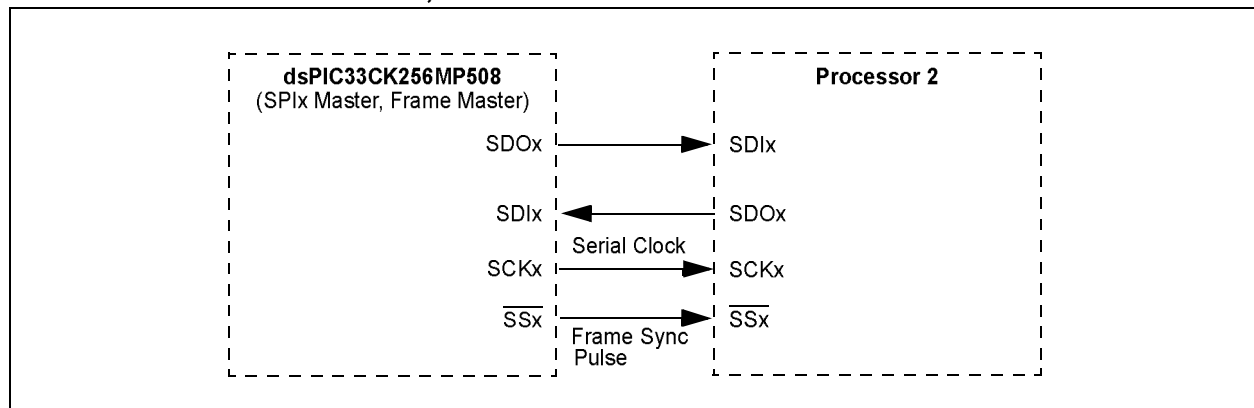 dsPIC33CK256MP508
(SPIx Master, Frame Master)
Processor 2
SDOx
SDIx
SDIx
SDOx
Serial Clock
SCKx
SCKx
SSx
SSx
Frame Sync
Pulse